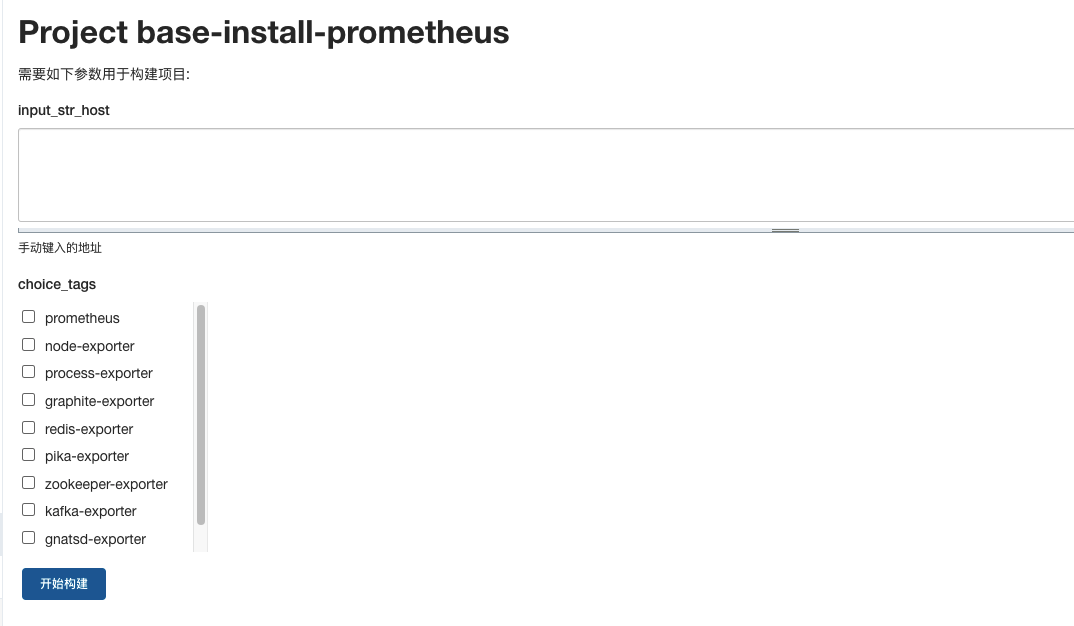 Project base-install-prometheus
需要如下参数用于构建项目:
input_str_host
手动键入的地址
choice_tags
prometheus
node-exporter
process-exporter
graphite-exporter
redis-exporter
pika-exporter
zookeeper-exporter
kafka-exporter
gnatsd-exporter
开始构建